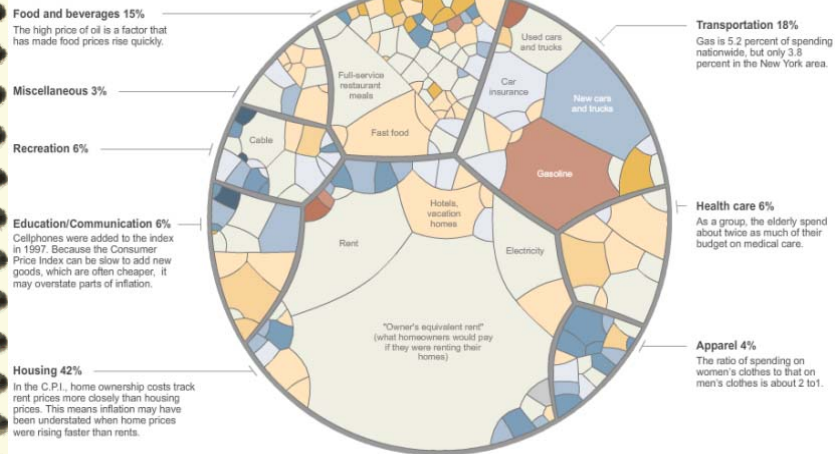 Food and beverages 15%
The high price of oil is a factor that
has made food prices rise quickly.
Miscellaneous 3%
Recreation 6%
Education/Communication 6%
Cellphones were added to the index
in 1997. Because the Consumer
Price Index can be slow to add new
goods, which are often cheaper, it
may overstate parts of inflation.
Housing 42%
In the C.P.I., home ownership costs track
rent prices more closely than housing
prices. This means inflation may have
been understated when home prices
were rising faster than rents.
Full-service
restaurant
meals
Fast food
Cable
Used cars
and trucks
Car
insurance
New cars
and trucks
Gasoline
Rent
Hotels,
vacation
homes
Electricity
"Owner's equivalent rent"
(what homeowners would pay
if they were renting their
homes)
Transportation 18%
Gas is 5.2 percent of spending
nationwide, but only 3.8
percent in the New York area.
Health care 6%
As a group, the elderly spend
about twice as much of their
budget on medical care.
Apparel 4%
The ratio of spending on
women's clothes to that on
men's clothes is about 2 to1.